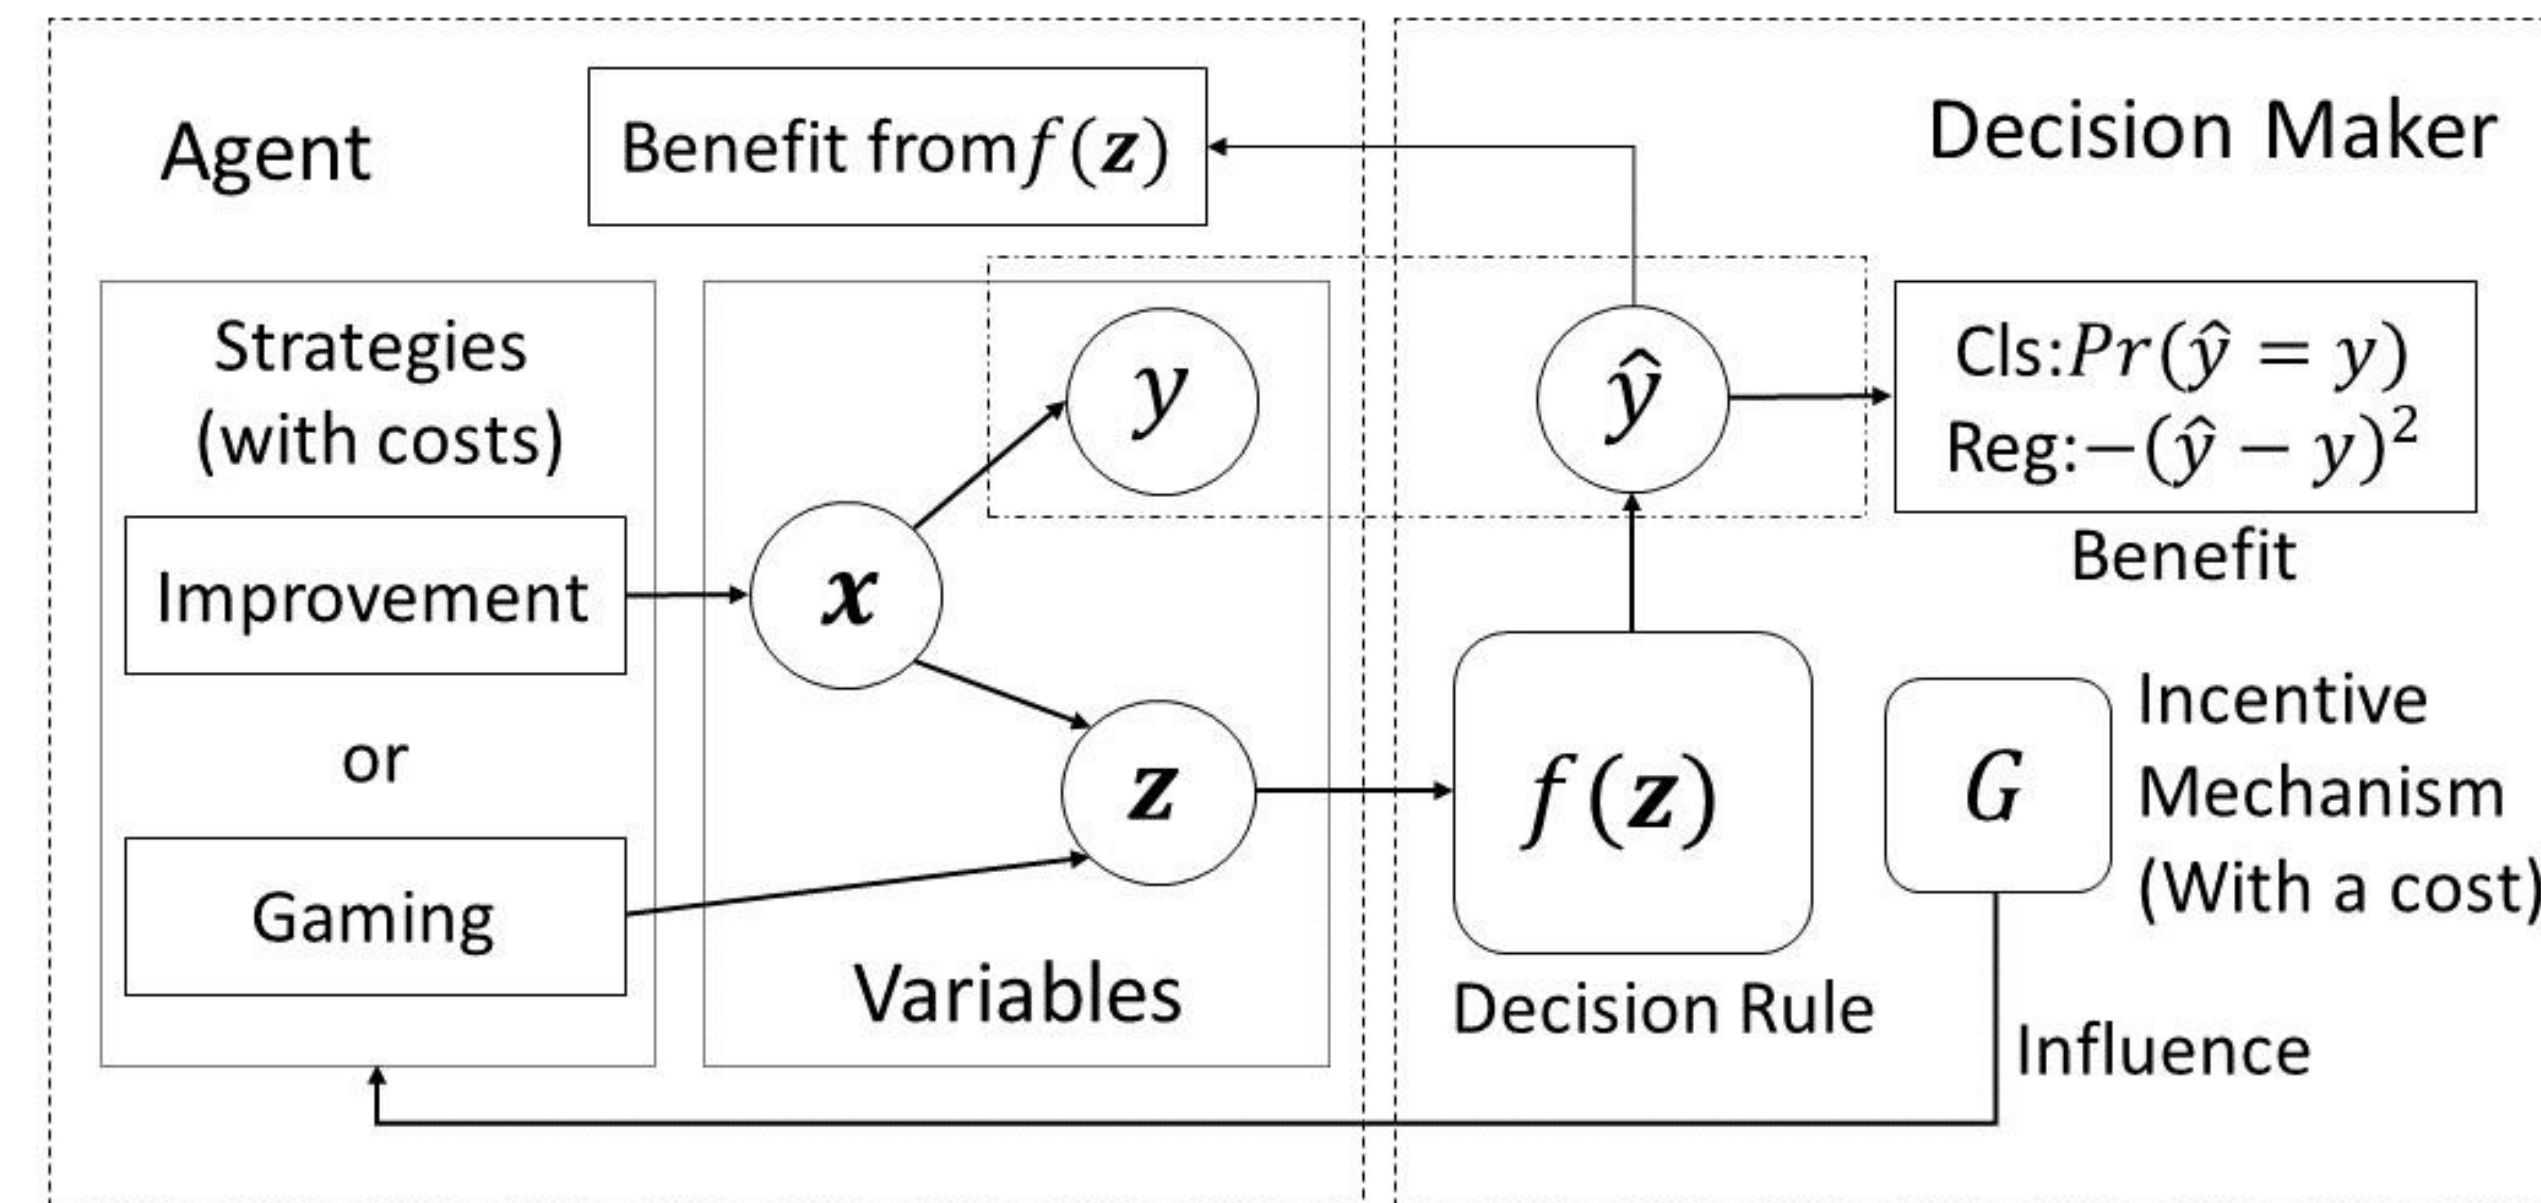 Agent
Benefit from f(z)
Decision Maker
Strategies
(with costs)
Improvement
or
Gaming
y
x
z
Variables
ŷ
Cls:Pr(ŷ = y)
Reg:−(ŷ − y)²
Benefit
f(z)
Decision Rule
G
Incentive
Mechanism
(With a cost)
Influence